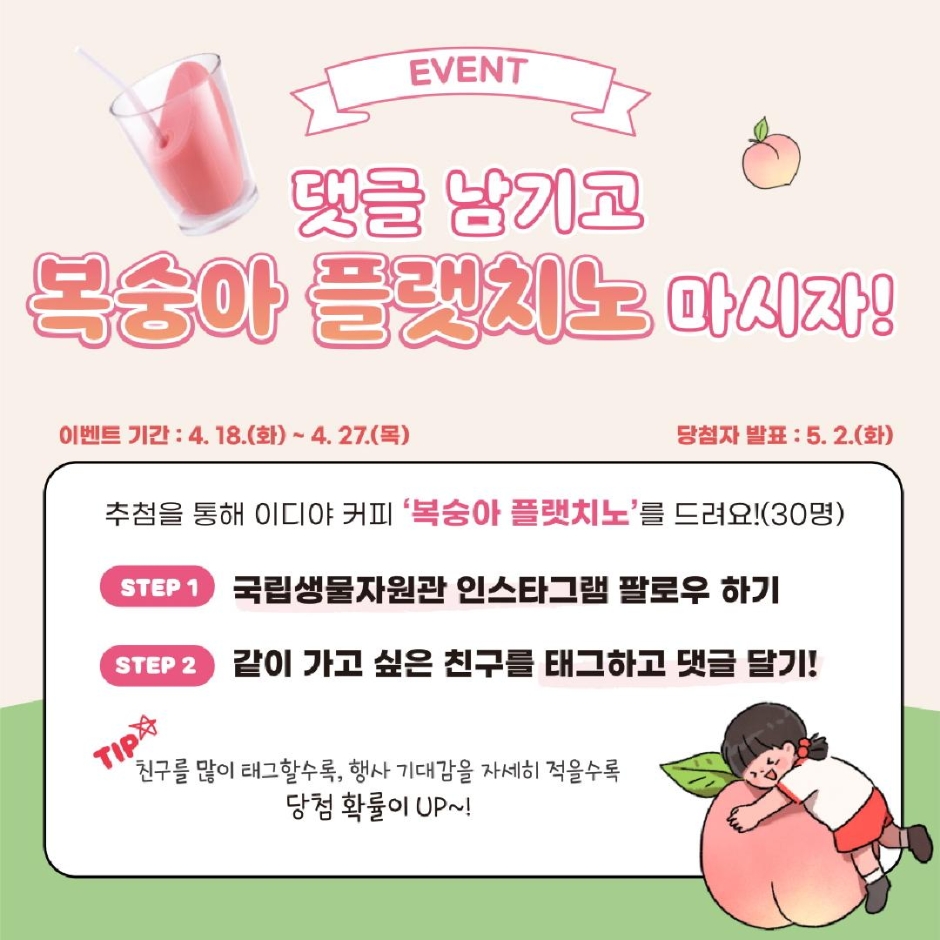 EVENT
댓글 남기고
복숭아 플랫치노 마시자!
이벤트 기간 : 4. 18.(화) ~ 4. 27.(목)
당첨자 발표 : 5. 2.(화)
추첨을 통해 이디야 커피 '복숭아 플랫치노'를 드려요!(30명)
STEP 1 국립생물자원관 인스타그램 팔로우 하기
STEP 2 같이 가고 싶은 친구를 태그하고 댓글 달기!
TIP
친구를 많이 태그할수록, 행사 기대감을 자세히 적을수록
당첨 확률이 UP~!